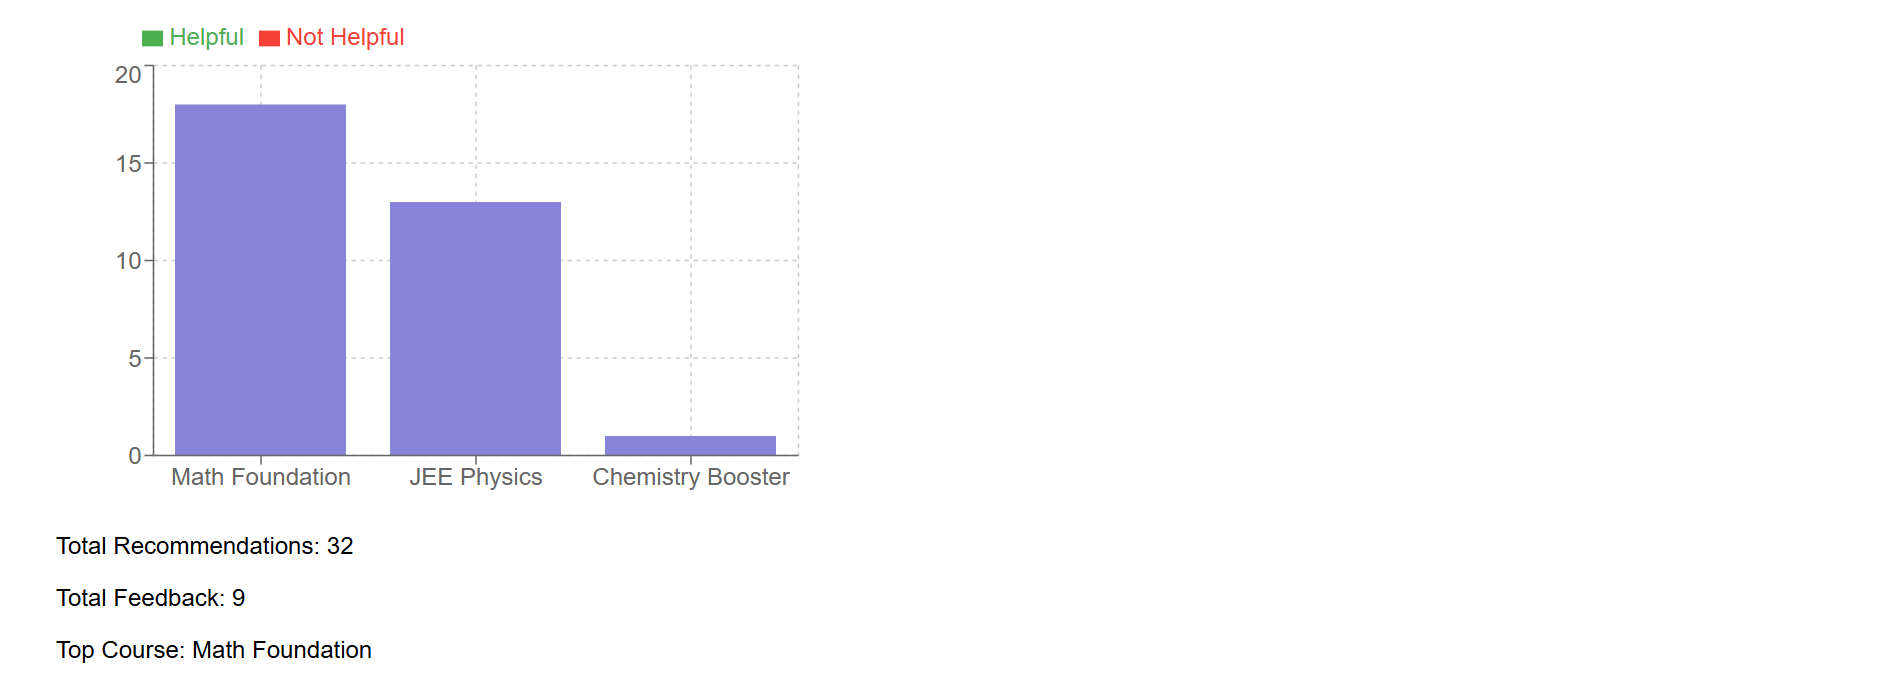 Helpful Not Helpful
20
15
10
5
0
Math Foundation JEE Physics Chemistry Booster
Total Recommendations: 32
Total Feedback: 9
Top Course: Math Foundation